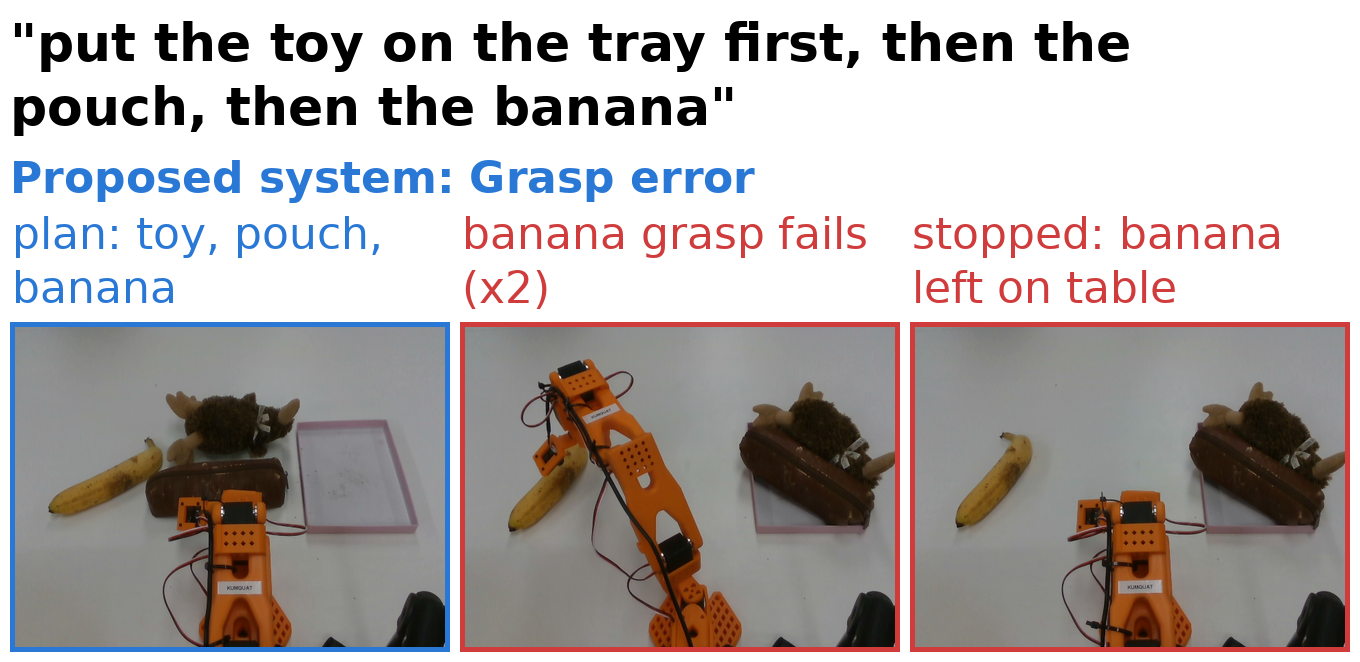 "put the toy on the tray first, then the
pouch, then the banana"
Proposed system: Grasp error
plan: toy, pouch,
banana
banana grasp fails
(x2)
stopped: banana
left on table
KUMQUAT
KUMQUAT
KUMQUAT